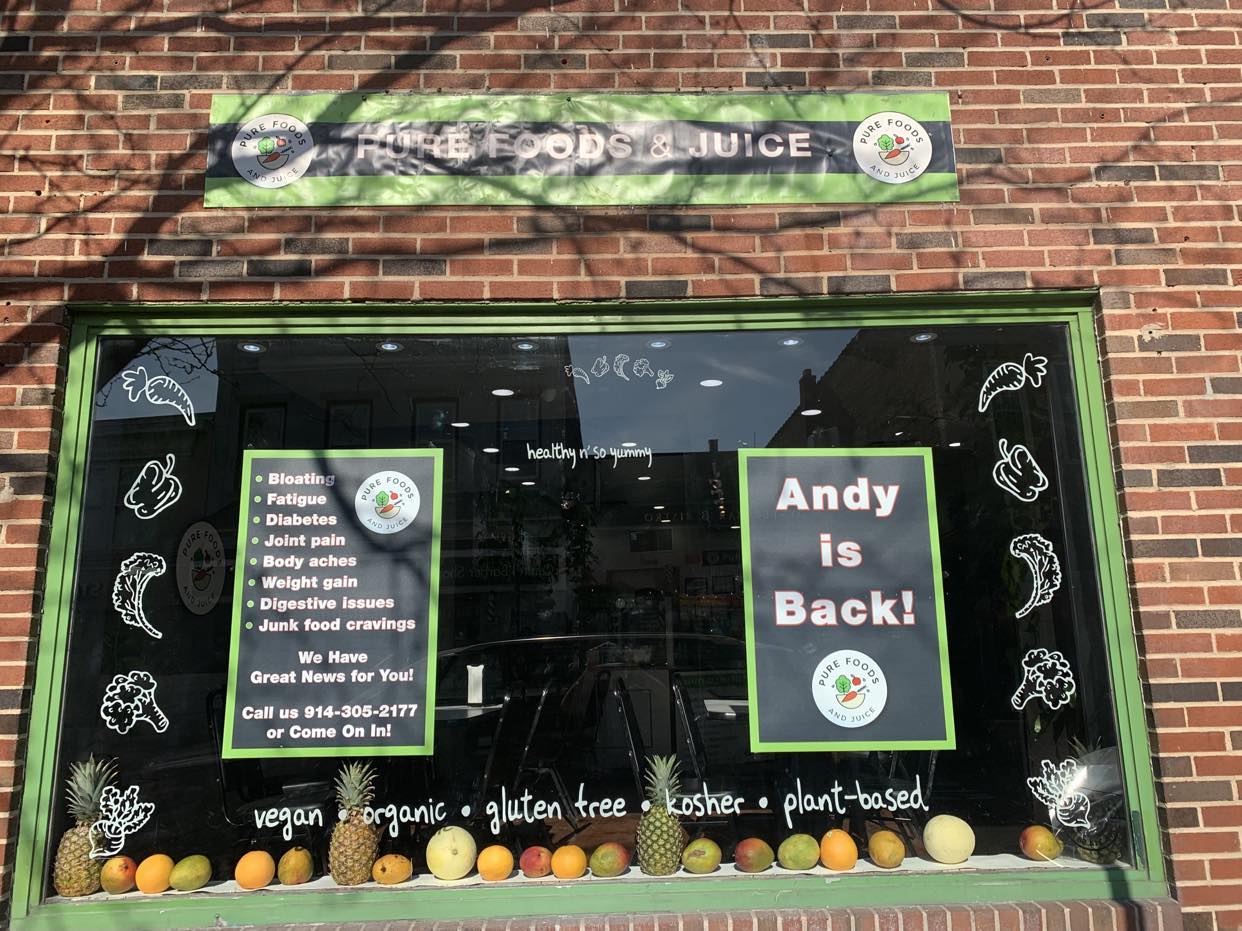 PURE FOODS
AND JUICE
PURE FOODS & JUICE
PURE FOODS
AND JUICE
healthy n' so yummy
• Bloating
• Fatigue
• Diabetes
• Joint pain
• Body aches
• Weight gain
• Digestive issues
• Junk food cravings
PURE FOODS
AND JUICE
We Have
Great News for You!
Call us 914-305-2177
or Come On In!
Andy
is
Back!
PURE FOODS
AND JUICE
PURE FOODS
AND JUICE
vegan • organic • gluten free • kosher • plant-based